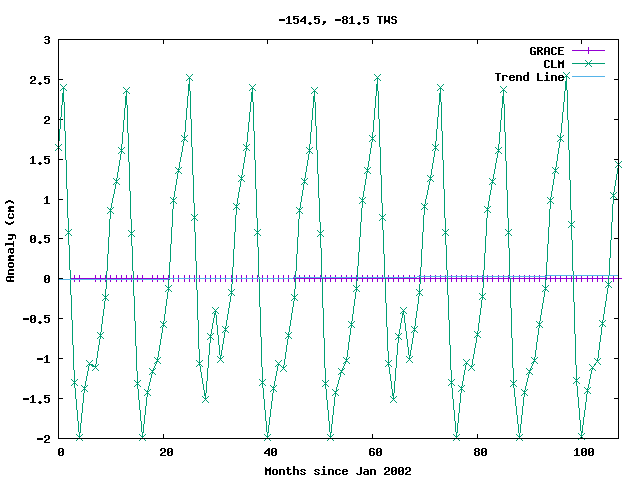 -154.5, -81.5 TWS
GRACE
CLM
Trend Line
3
2.5
2
1.5
1
0.5
0
-0.5
-1
-1.5
-2
Anomaly (cm)
0 20 40 60 80 100
Months since Jan 2002